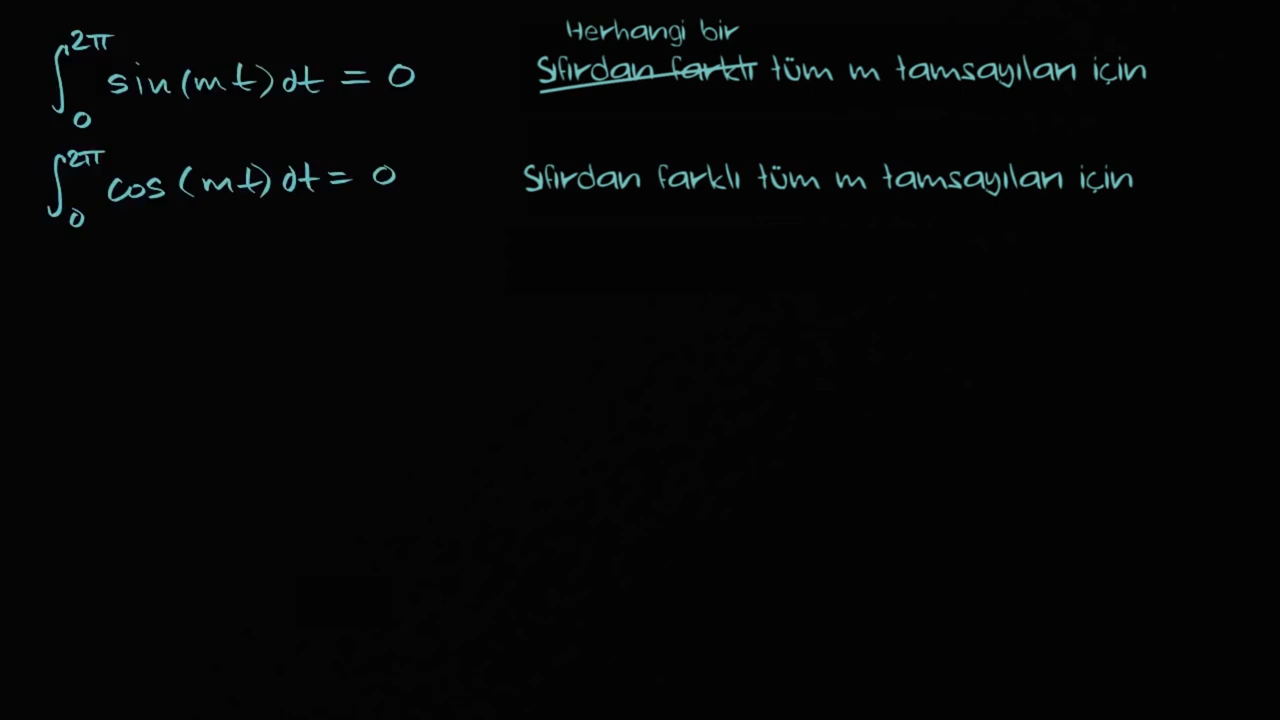 ∫₀^2π sin(mt)dt = 0 Herhangi bir
Sıfırdan farklı tüm m tamsayıları için
∫₀^2π cos(mt)dt = 0 Sıfırdan farklı tüm m tamsayıları için